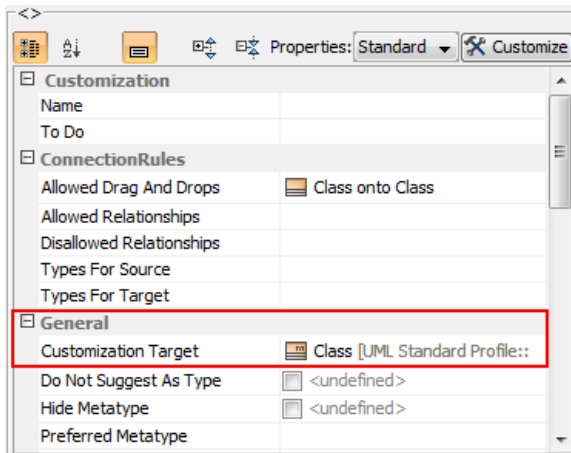 <>
Properties: Standard Customize
Customization
Name
To Do
ConnectionRules
Allowed Drag And Drops Class onto Class
Allowed Relationships
Disallowed Relationships
Types For Source
Types For Target
General
Customization Target Class [UML Standard Profile::
Do Not Suggest As Type <undefined>
Hide Metatype <undefined>
Preferred Metatype